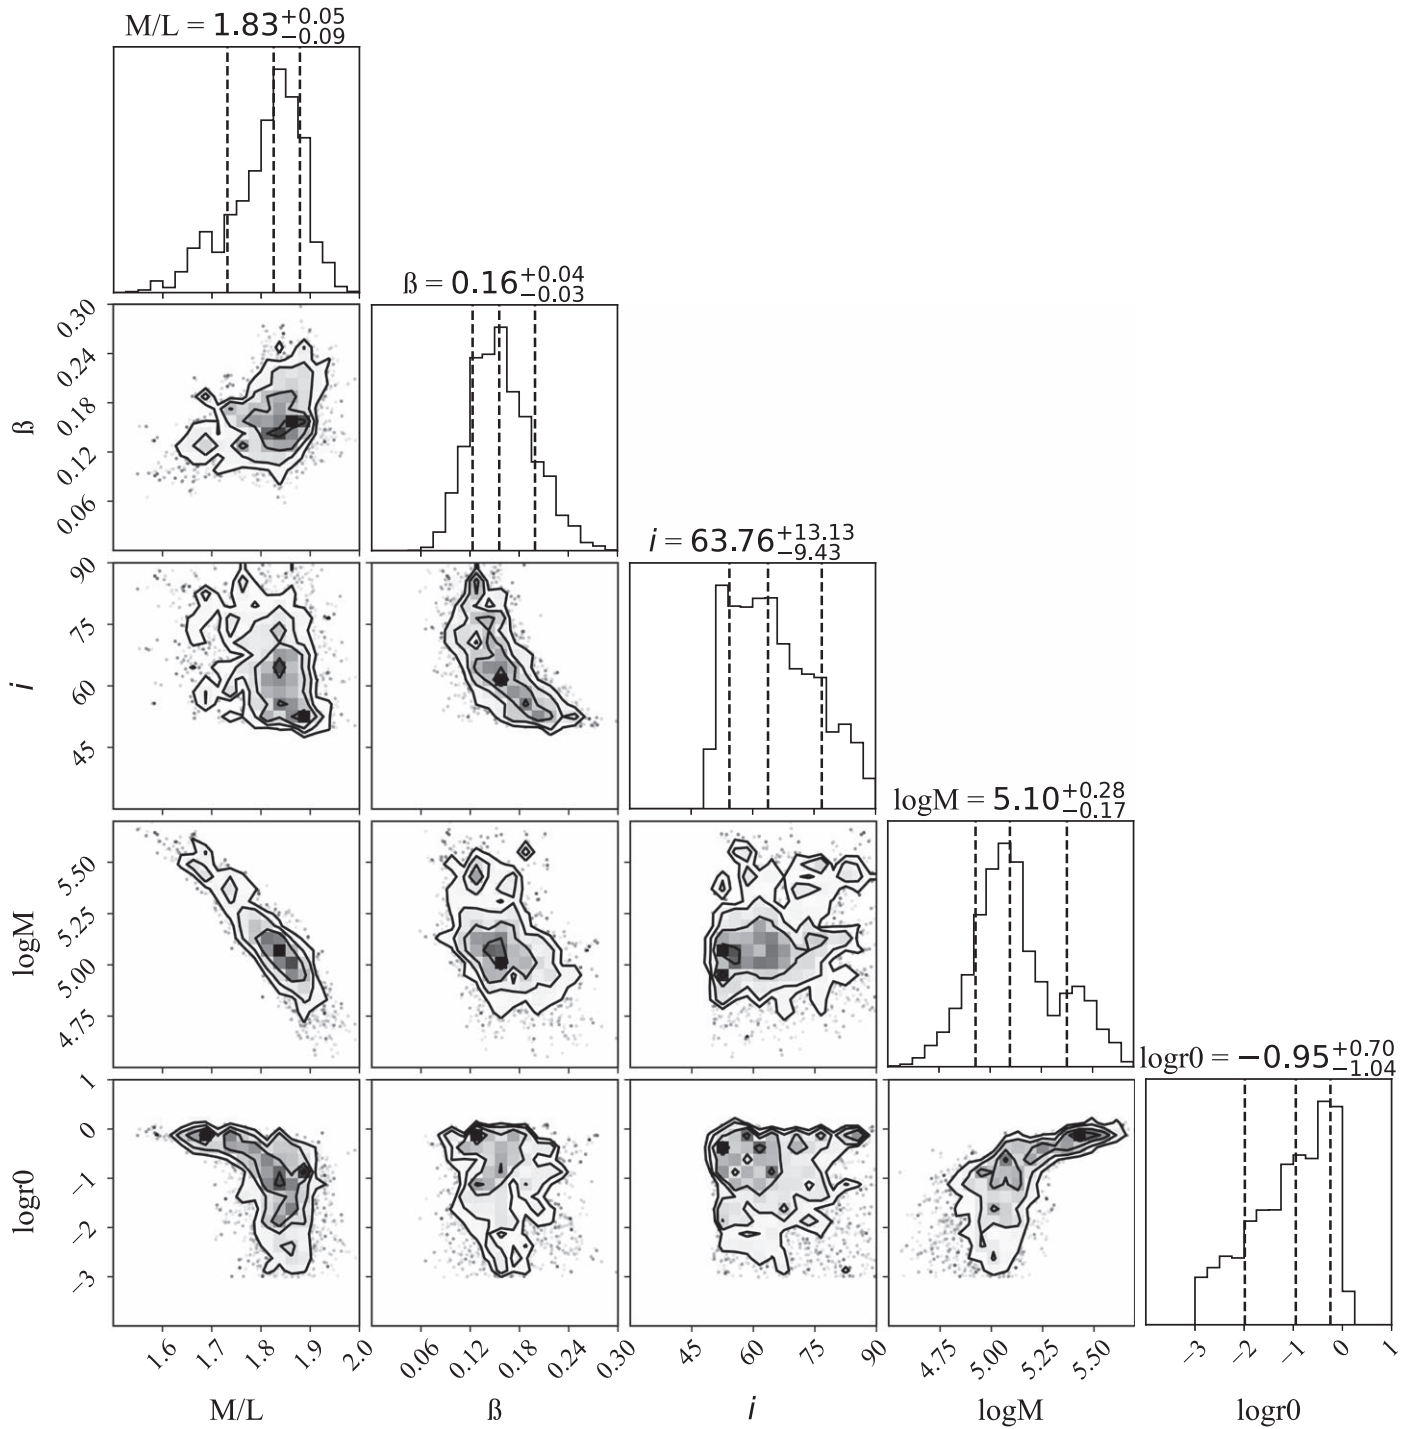 M/L = 1.83 +0.05 −0.09
ß = 0.16 +0.04 −0.03
0.30
0.24
0.18
0.12
0.06
ß
i = 63.76 +13.13 −9.43
90
75
60
45
i
logM = 5.10 +0.28 −0.17
5.50
5.25
5.00
4.75
logM
logr0 = −0.95 +0.70 −1.04
1
0
−1
−2
−3
logr0
1.6 1.7 1.8 1.9 2.0 0.06 0.12 0.18 0.24 0.30 45 60 75 90 4.75 5.00 5.25 5.50 −3 −2 −1 0 1
M/L ß i logM logr0